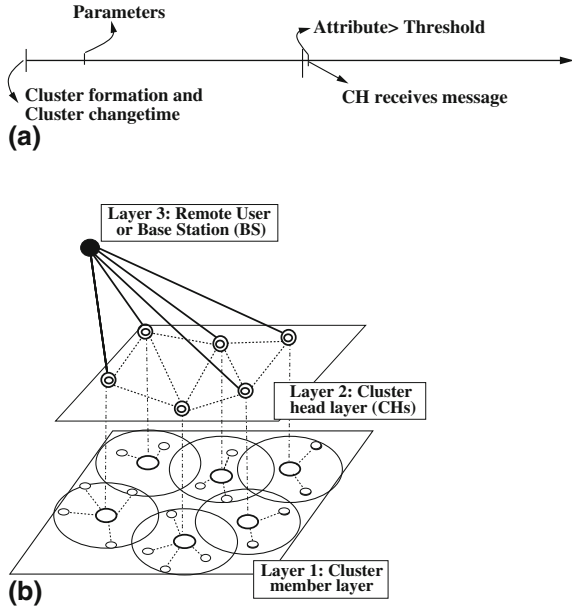 Parameters
Attribute> Threshold
Cluster formation and
Cluster changetime
CH receives message
(a)
Layer 3: Remote User
or Base Station (BS)
Layer 2: Cluster
head layer (CHs)
Layer 1: Cluster
member layer
(b)